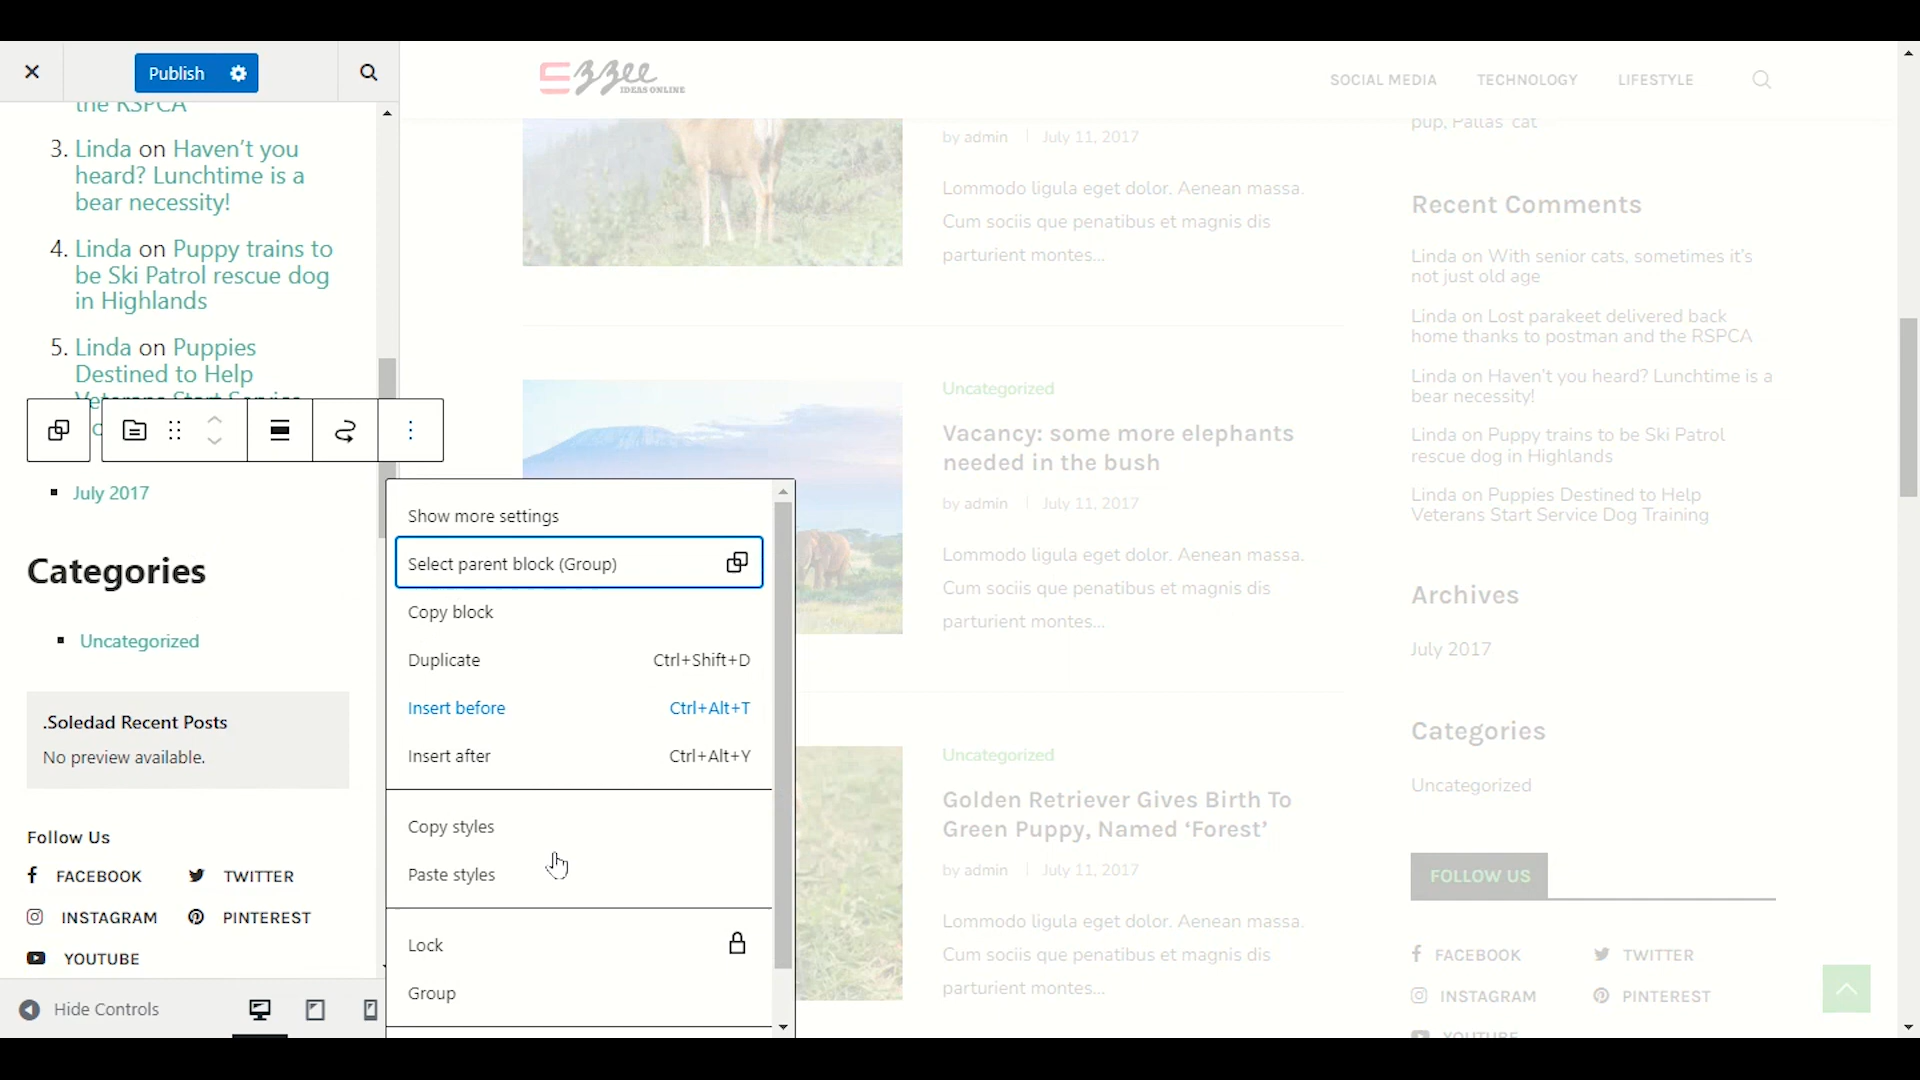 Publish
the RSPCA
3. Linda on Haven't you
heard? Lunchtime is a
bear necessity!
4. Linda on Puppy trains to
be Ski Patrol rescue dog
in Highlands
5. Linda on Puppies
Destined to Help
Veterans Start Service
July 2017
Categories
Uncategorized
.Soledad Recent Posts
No preview available.
Follow Us
FACEBOOK
TWITTER
INSTAGRAM
PINTEREST
YOUTUBE
Hide Controls
Show more settings
Select parent block (Group)
Copy block
Duplicate Ctrl+Shift+D
Insert before Ctrl+Alt+T
Insert after Ctrl+Alt+Y
Copy styles
Paste styles
Lock
Group
Ezzee
IDEAS ONLINE
SOCIAL MEDIA
TECHNOLOGY
LIFESTYLE
by admin | July 11, 2017
Lommodo ligula eget dolor. Aenean massa.
Cum sociis que penatibus et magnis dis
parturient montes...
Uncategorized
Vacancy: some more elephants
needed in the bush
by admin | July 11, 2017
Lommodo ligula eget dolor. Aenean massa.
Cum sociis que penatibus et magnis dis
parturient montes...
Uncategorized
Golden Retriever Gives Birth To
Green Puppy, Named ‘Forest’
by admin | July 11, 2017
Lommodo ligula eget dolor. Aenean massa.
Cum sociis que penatibus et magnis dis
parturient montes...
pup, Pallas cat
Recent Comments
Linda on With senior cats, sometimes it's
not just old age
Linda on Lost parakeet delivered back
home thanks to postman and the RSPCA
Linda on Haven't you heard? Lunchtime is a
bear necessity!
Linda on Puppy trains to be Ski Patrol
rescue dog in Highlands
Linda on Puppies Destined to Help
Veterans Start Service Dog Training
Archives
July 2017
Categories
Uncategorized
FOLLOW US
FACEBOOK
TWITTER
INSTAGRAM
PINTEREST
YOUTUBE